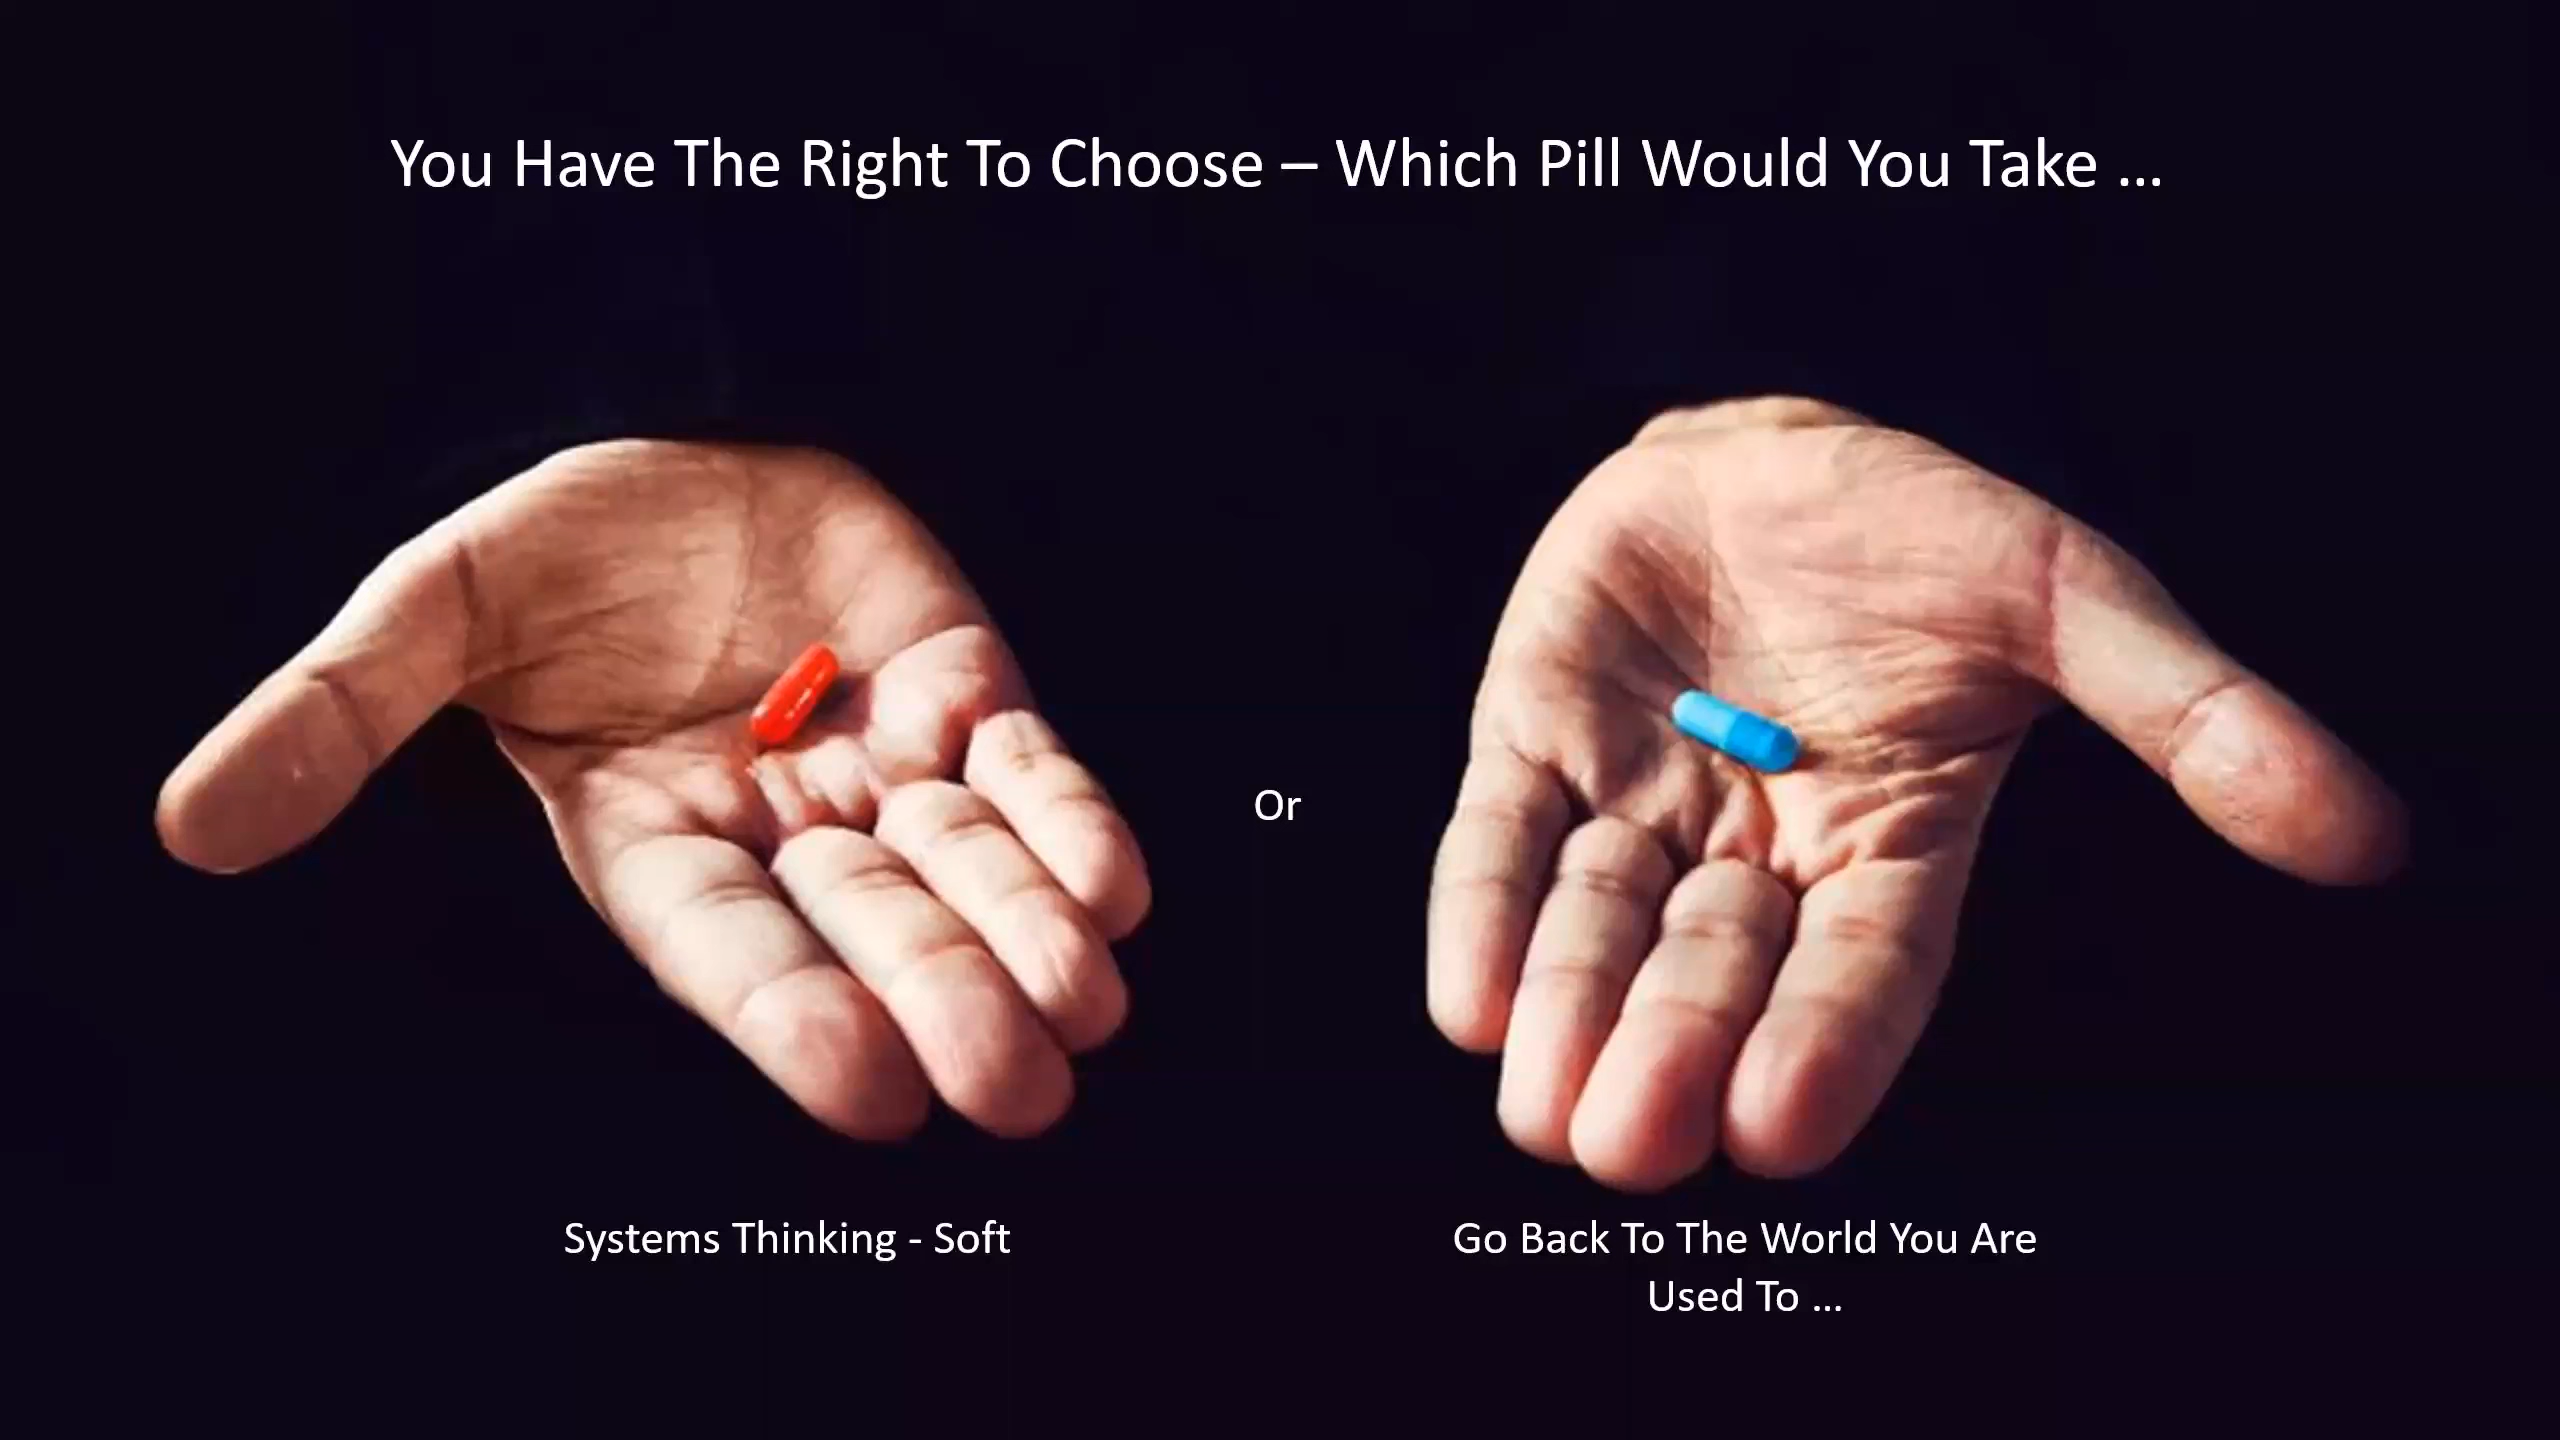 You Have The Right To Choose – Which Pill Would You Take ...
Or
Systems Thinking - Soft
Go Back To The World You Are
Used To ...